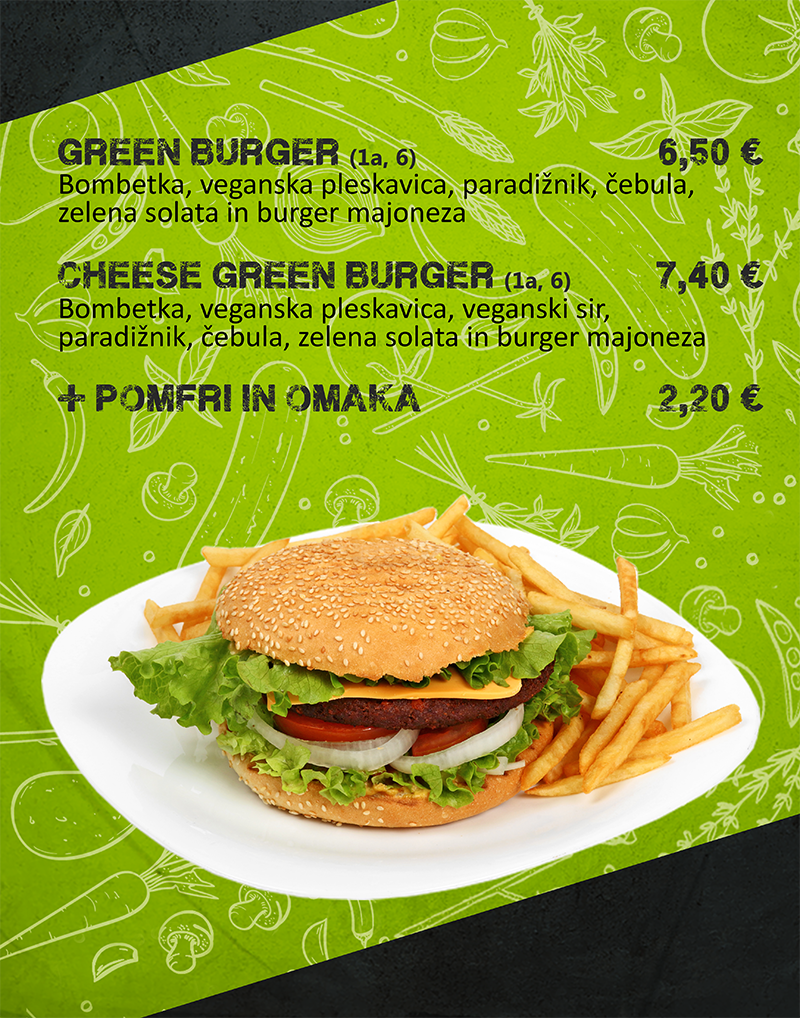 GREEN BURGER (1a, 6) 6,50 €
Bombetka, veganska pleskavica, paradižnik, čebula,
zelena solata in burger majoneza
CHEESE GREEN BURGER (1a, 6) 7,40 €
Bombetka, veganska pleskavica, veganski sir,
paradižnik, čebula, zelena solata in burger majoneza
+ POMFRI IN OMAKA 2,20 €